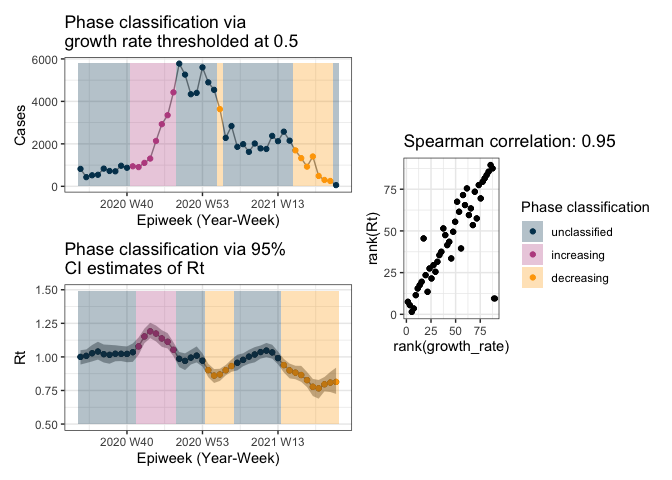 Phase classification via
growth rate thresholded at 0.5
Cases
6000
4000
2000
0
2020 W40
2020 W53
2021 W13
Epiweek (Year-Week)
Phase classification via 95%
CI estimates of Rt
Rt
1.50
1.25
1.00
0.75
0.50
2020 W40
2020 W53
2021 W13
Epiweek (Year-Week)
Spearman correlation: 0.95
rank(Rt)
75
50
25
0
0
25
50
75
rank(growth_rate)
Phase classification
unclassified
increasing
decreasing